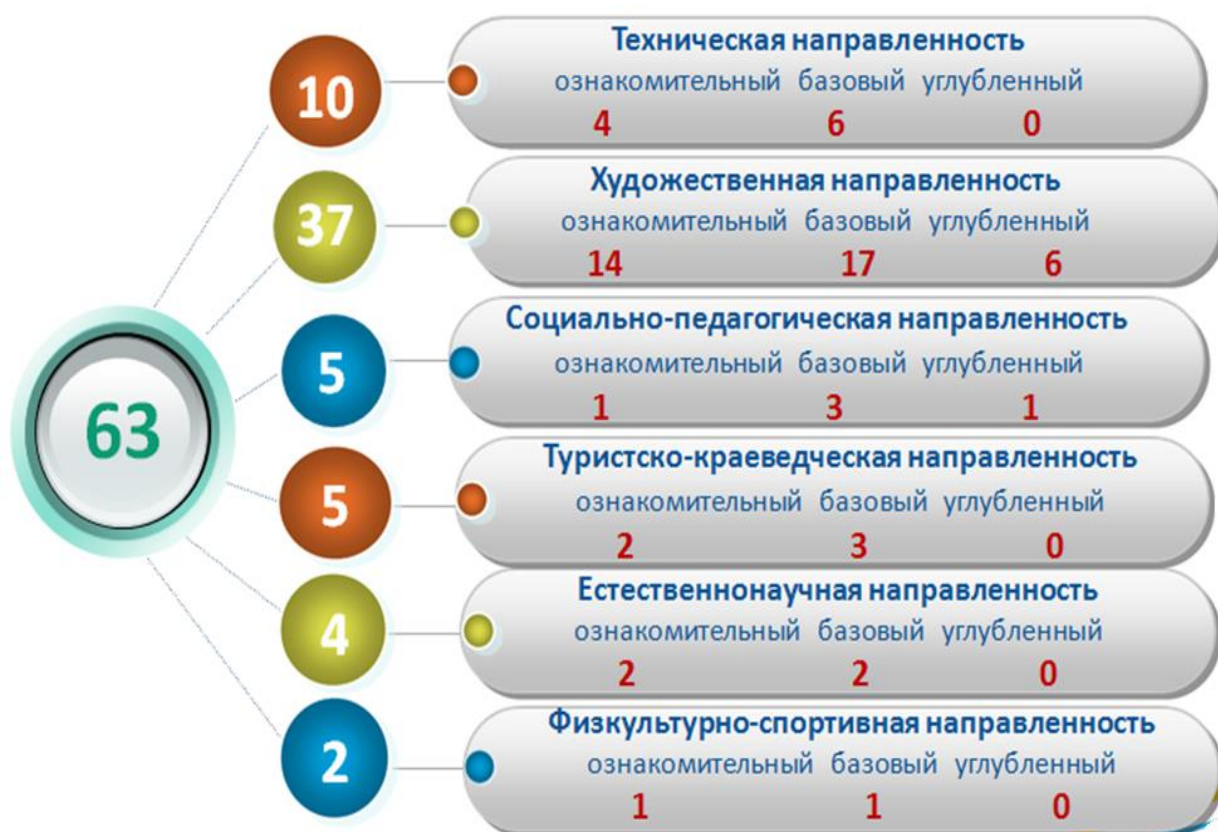 63
10
Техническая направленность
ознакомительный базовый углубленный
4 6 0
37
Художественная направленность
ознакомительный базовый углубленный
14 17 6
5
Социально-педагогическая направленность
ознакомительный базовый углубленный
1 3 1
5
Туристско-краеведческая направленность
ознакомительный базовый углубленный
2 3 0
4
Естественнонаучная направленность
ознакомительный базовый углубленный
2 2 0
2
Физкультурно-спортивная направленность
ознакомительный базовый углубленный
1 1 0